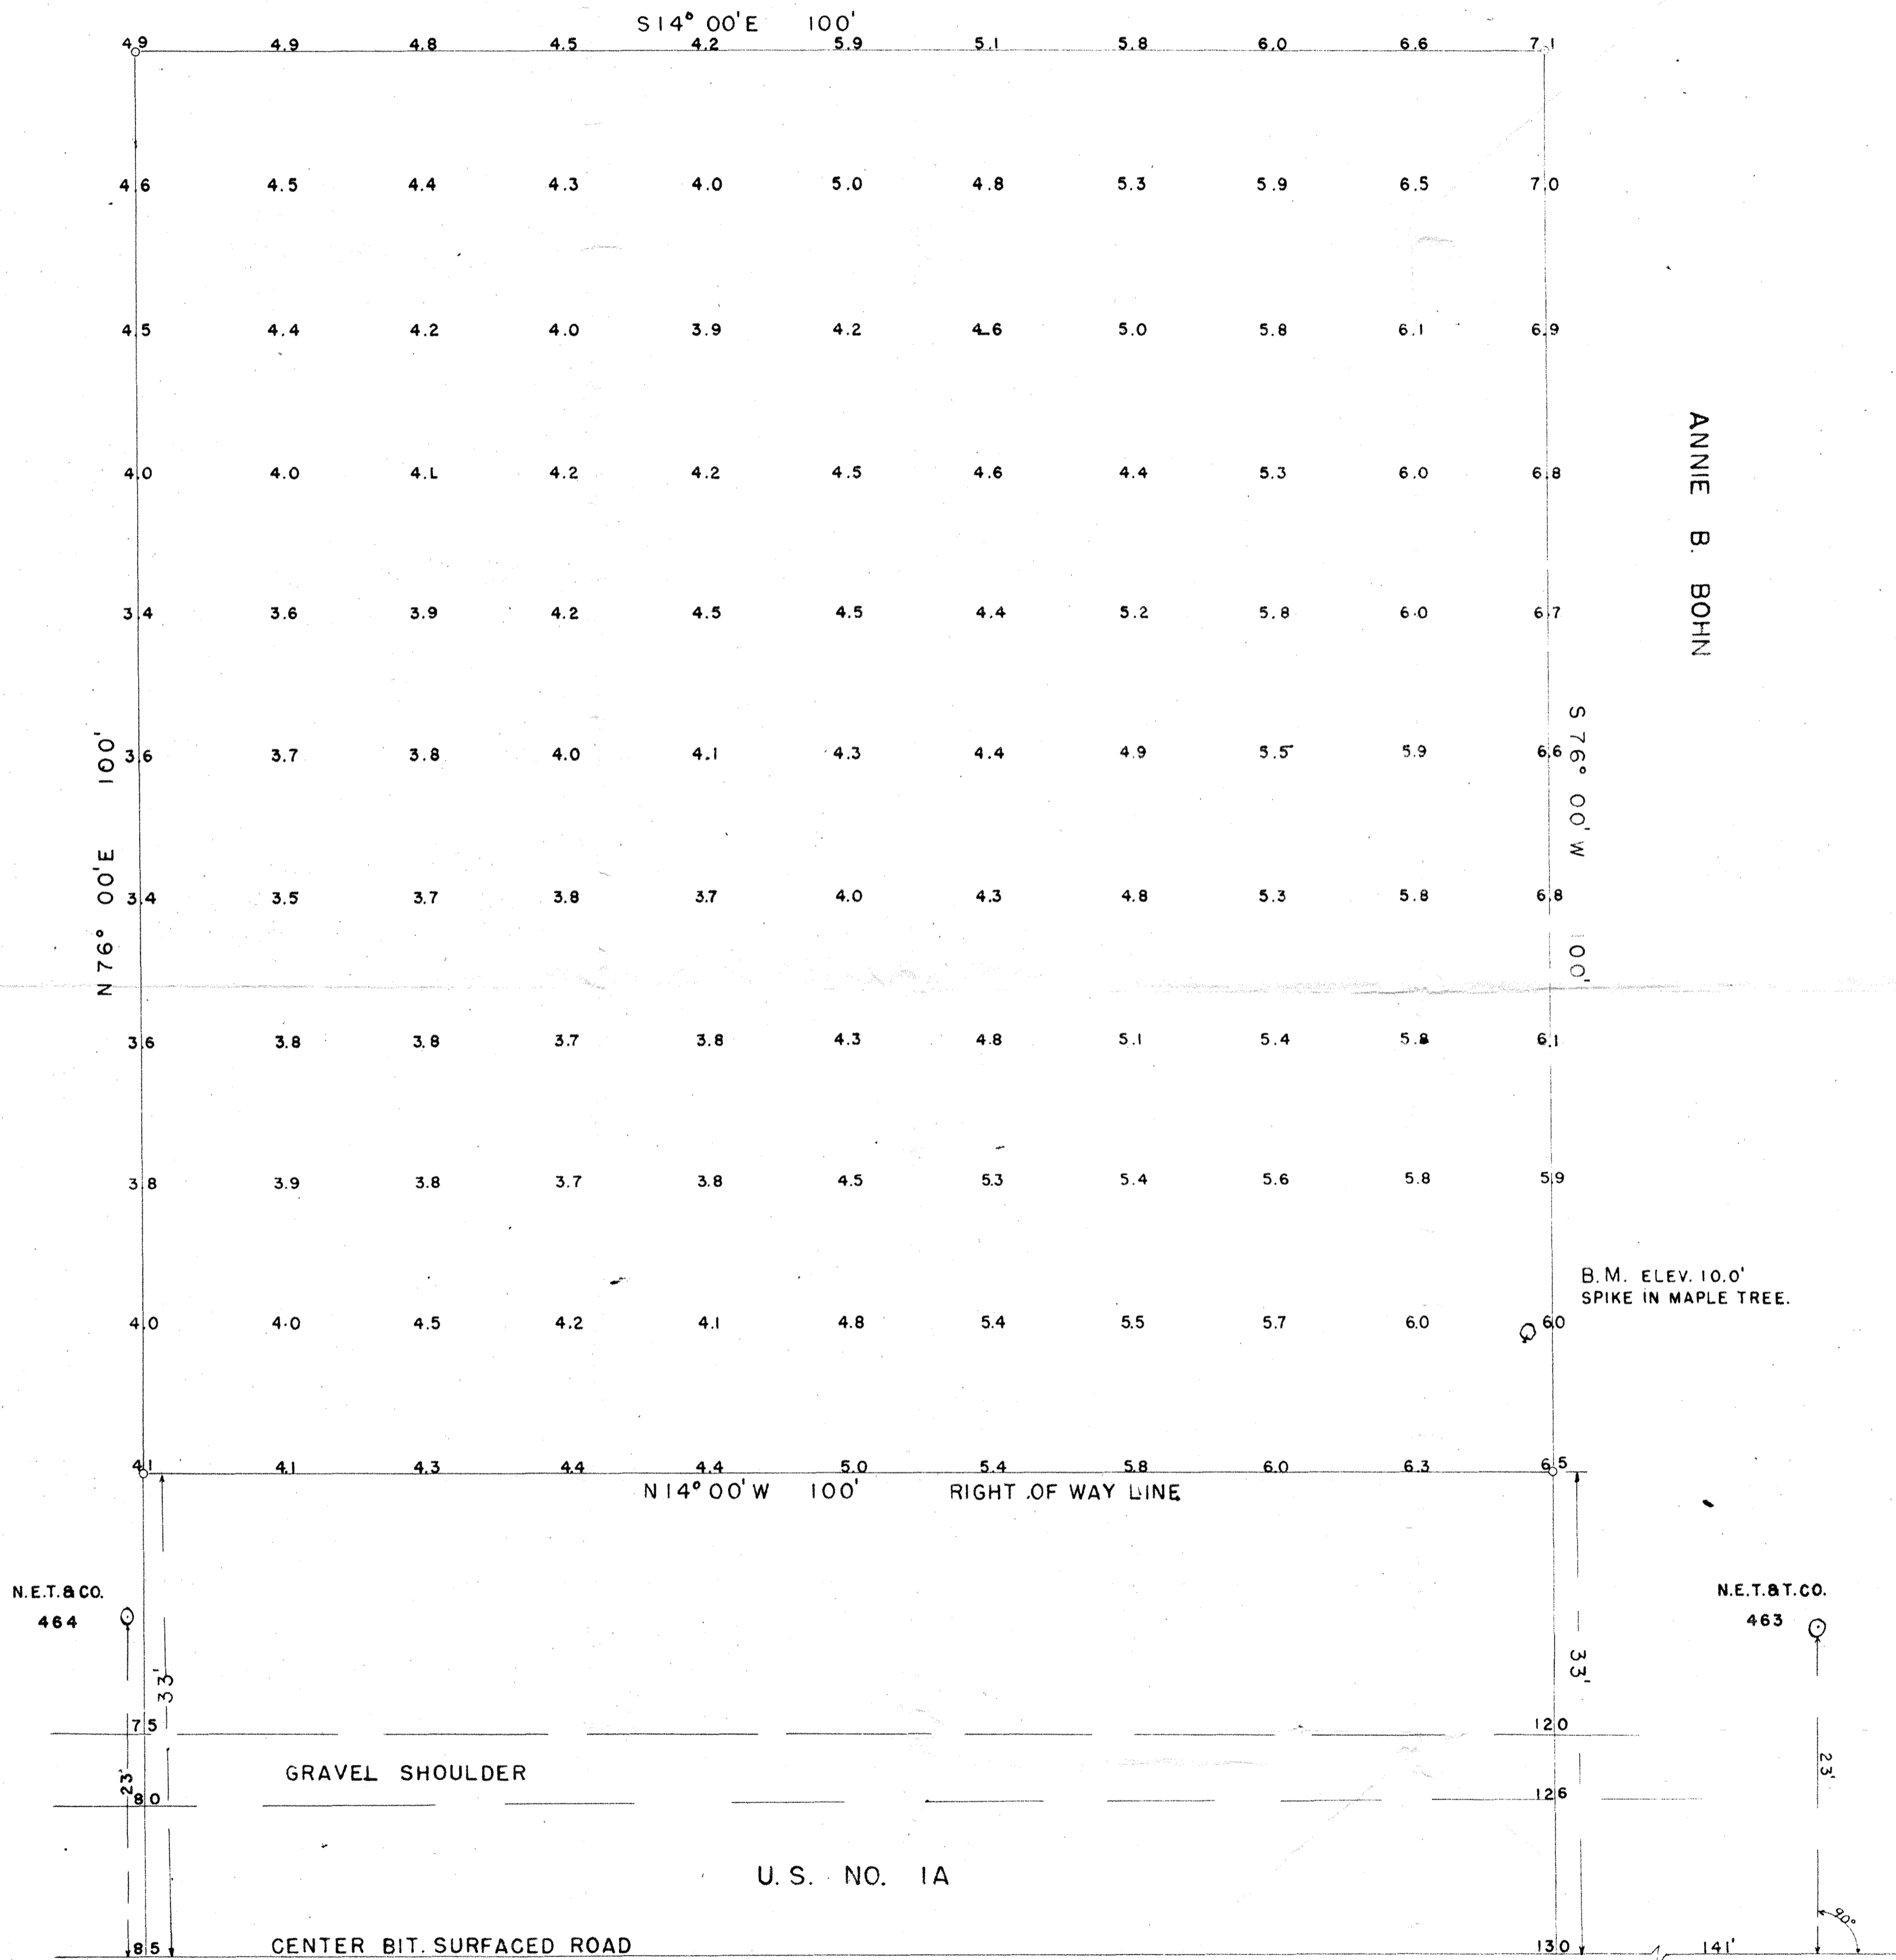 S 14° 00' E 100'
4.9 4.9 4.8 4.5 4.2 5.9 5.1 5.8 6.0 6.6 7.1
4.6 4.5 4.4 4.3 4.0 5.0 4.8 5.3 5.9 6.5 7.0
4.5 4.4 4.2 4.0 3.9 4.2 4.6 5.0 5.8 6.1 6.9
4.0 4.0 4.1 4.2 4.2 4.5 4.6 4.4 5.3 6.0 6.8
ANNIE B. BOHN
3.4 3.6 3.9 4.2 4.5 4.5 4.4 5.2 5.8 6.0 6.7
N 76° 00' E 100'
3.6 3.7 3.8 4.0 4.1 4.3 4.4 4.9 5.5 5.9 6.6
S 76° 00' W 100'
3.4 3.5 3.7 3.8 3.7 4.0 4.3 4.8 5.3 5.8 6.8
3.6 3.8 3.8 3.7 3.8 4.3 4.8 5.1 5.4 5.8 6.1
3.8 3.9 3.8 3.7 3.8 4.5 5.3 5.4 5.6 5.8 5.9
B.M. ELEV. 10.0'
SPIKE IN MAPLE TREE.
4.0 4.0 4.5 4.2 4.1 4.8 5.4 5.5 5.7 6.0 6.0
4.1 4.1 4.3 4.4 4.4 5.0 5.4 5.8 6.0 6.3 6.5
N 14° 00' W 100' RIGHT OF WAY LINE
N.E.T.& CO.
464
N.E.T.& T.CO.
463
33'
33'
7.5 12.0
GRAVEL SHOULDER
23'
23'
8.0 12.6
U.S. NO. 1A
90°
8.5 CENTER BIT. SURFACED ROAD 13.0 141'